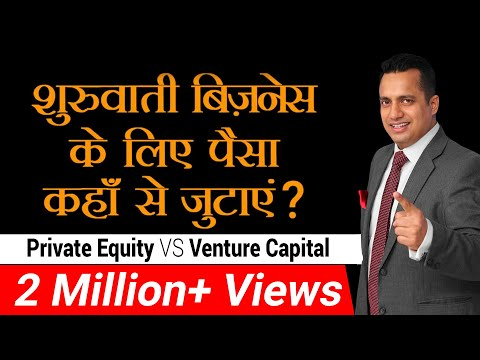 शुरुवाती बिज़नेस
के लिए पैसा
कहाँ से जुटाएं?
Private Equity VS Venture Capital
2 Million+ Views